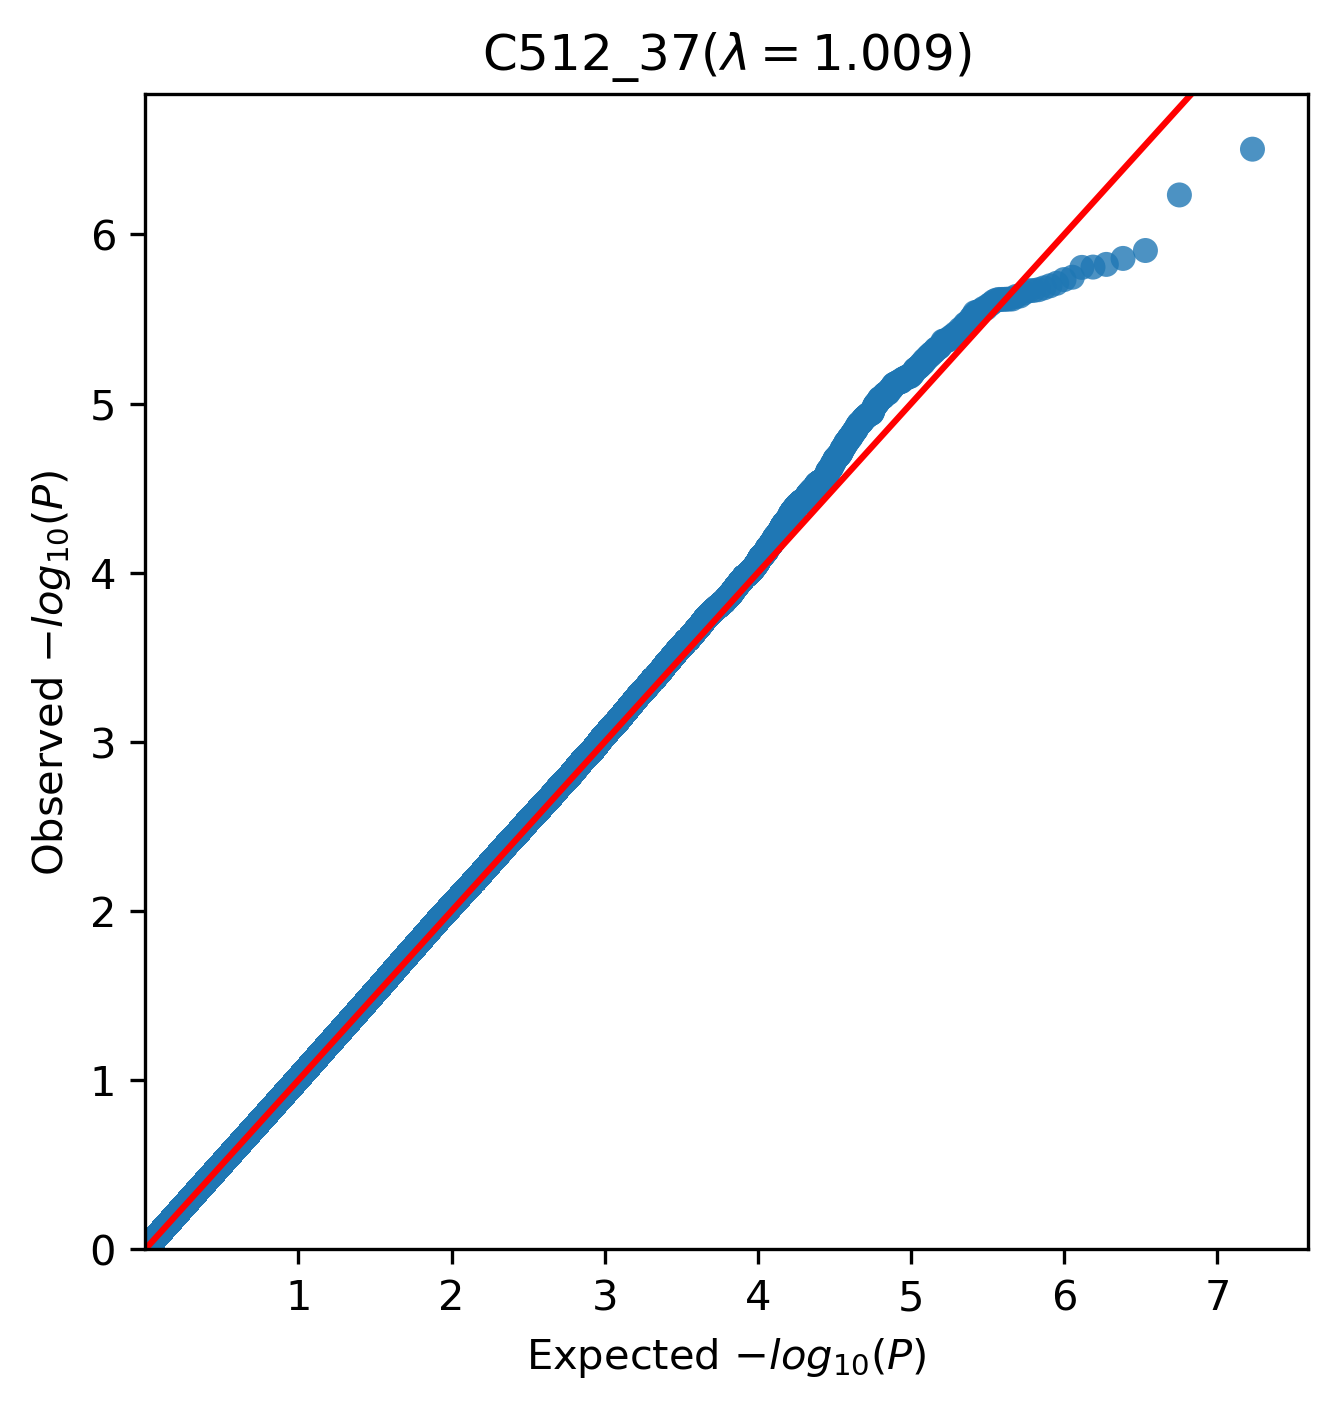 C512_37(λ = 1.009)
6
5
4
3
2
1
0
Observed −log₁₀(P)
1 2 3 4 5 6 7
Expected −log₁₀(P)